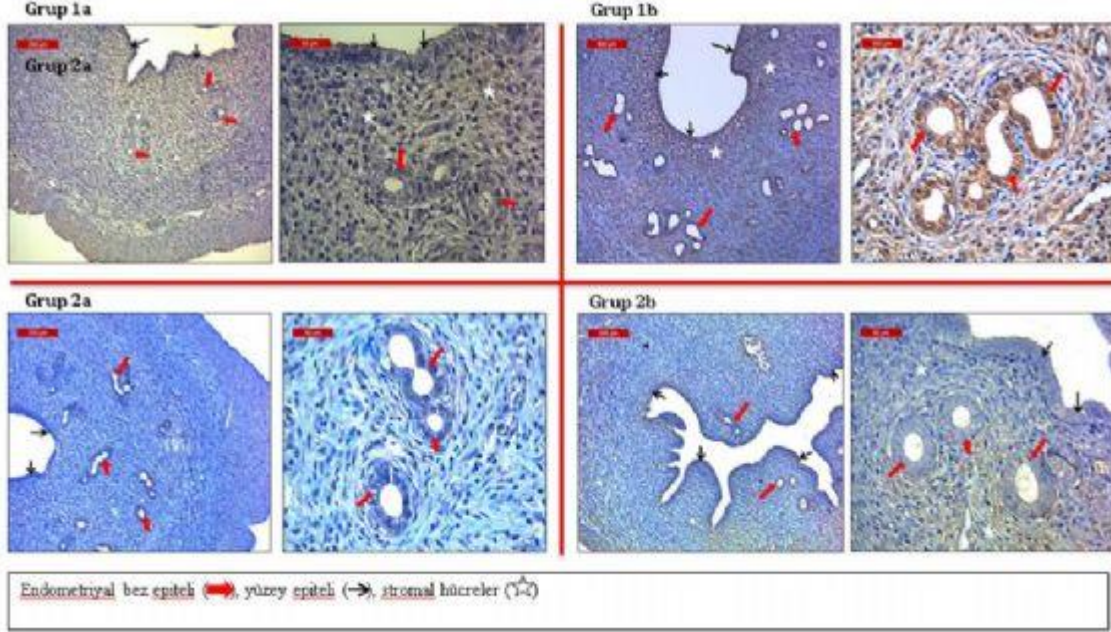 Grup 1a
Grup 1b
Grup 2a
Grup 2a
Grup 2b
Endometriyal bez epiteli (), yüzey epiteli (), stromal hücreler ()